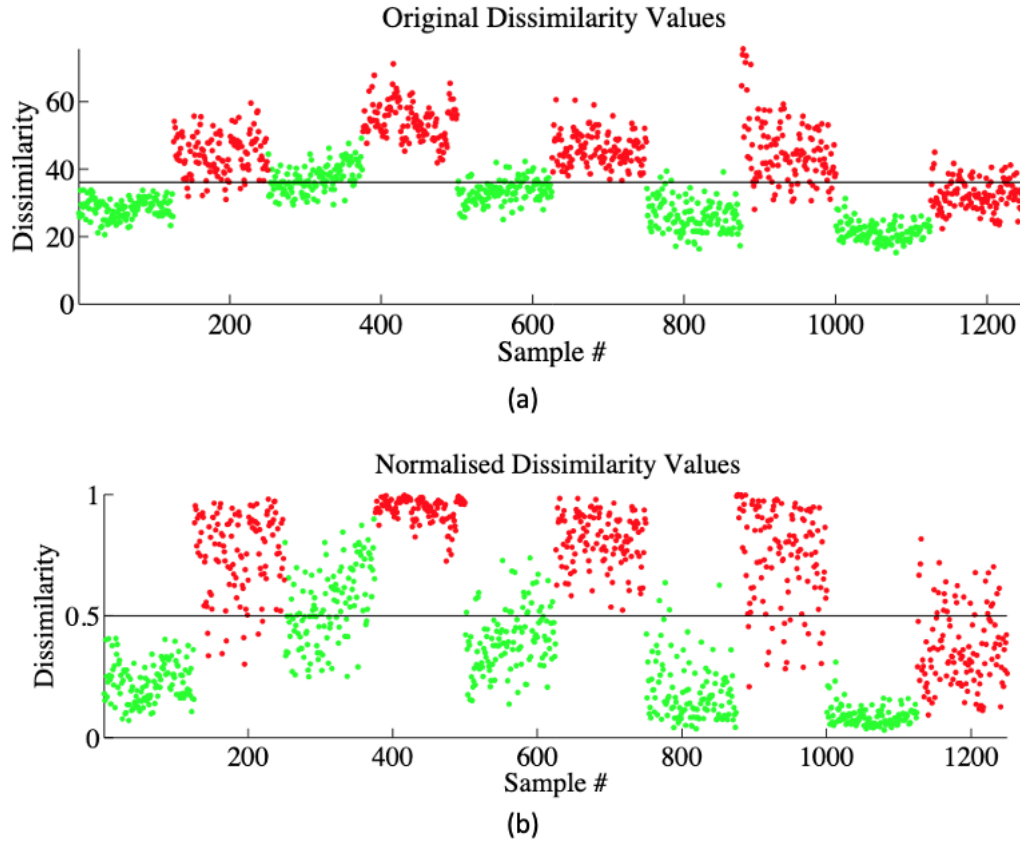 Original Dissimilarity Values
Dissimilarity
60
40
20
0
200 400 600 800 1000 1200
Sample #
(a)
Normalised Dissimilarity Values
Dissimilarity
1
0.5
0
200 400 600 800 1000 1200
Sample #
(b)